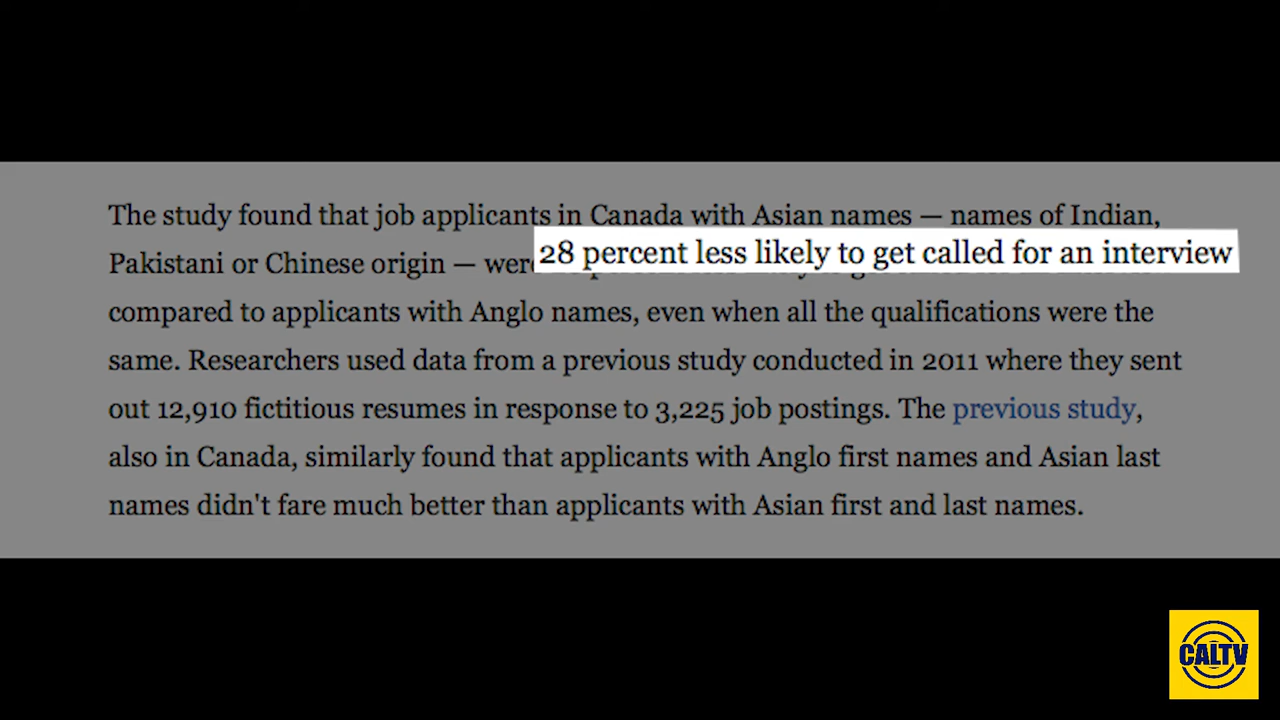 The study found that job applicants in Canada with Asian names — names of Indian,
Pakistani or Chinese origin — were 28 percent less likely to get called for an interview
compared to applicants with Anglo names, even when all the qualifications were the
same. Researchers used data from a previous study conducted in 2011 where they sent
out 12,910 fictitious resumes in response to 3,225 job postings. The previous study,
also in Canada, similarly found that applicants with Anglo first names and Asian last
names didn't fare much better than applicants with Asian first and last names.
CALTV